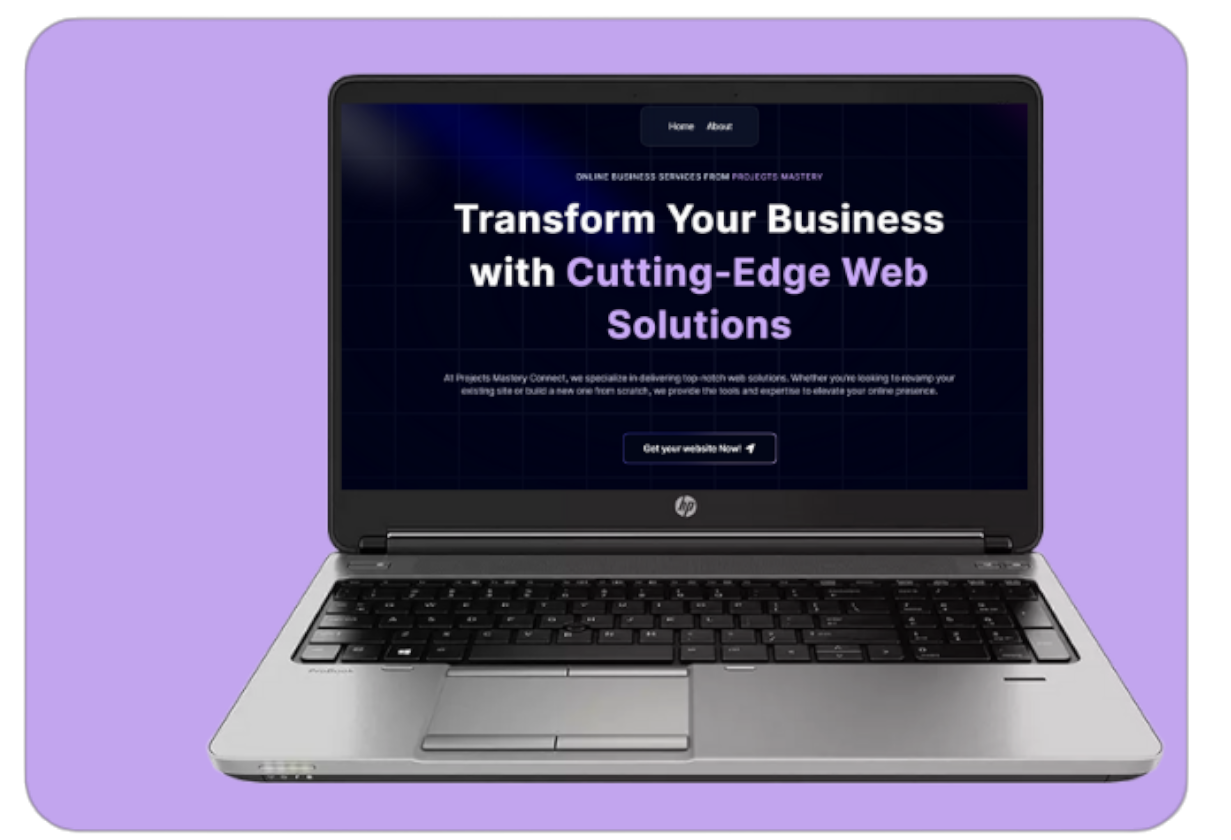 Home About
ONLINE BUSINESS SERVICES FROM PROJECTS MASTERY
Transform Your Business
with Cutting-Edge Web
Solutions
At Projects Mastery Connect, we specialize in delivering top-notch web solutions. Whether you're looking to revamp your
existing site or build a new one from scratch, we provide the tools and expertise to elevate your online presence.
Get your website Now!
hp
ProBook